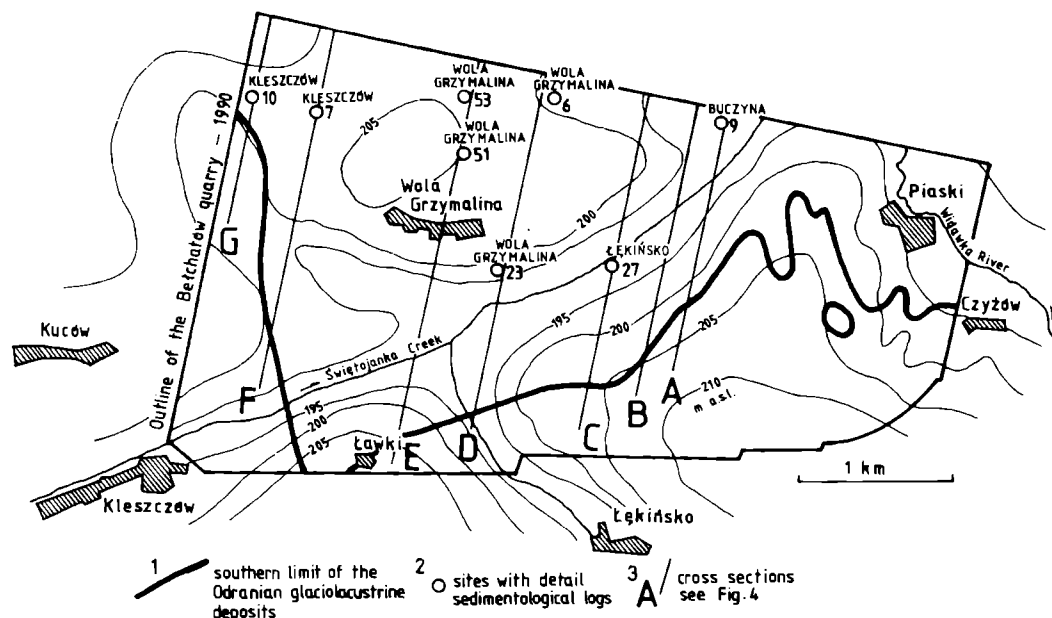 KLESZCZÓW
10
KLESZCZÓW
7
WOLA
GRZYMALINA
53
WOLA
GRZYMALINA
6
BUCZYNA
9
205
WOLA
GRZYMALINA
51
Wola
Grzymalina
200
Piaski
Widawka River
Outline of the Bełchatów quarry – 1990
G
WOLA
GRZYMALINA
23
ŁĘKIŃSKO
27
195
200
205
Czyżów
Kuców
Świętojanka Creek
F
195
200
205
Ławki
E
D
C
B
A
210
m a.s.l.
1 km
Kleszczów
Łękińsko
1
southern limit of the
Odranian glaciolacustrine
deposits
2
sites with detail
sedimentological logs
3
A
cross sections
see Fig.4